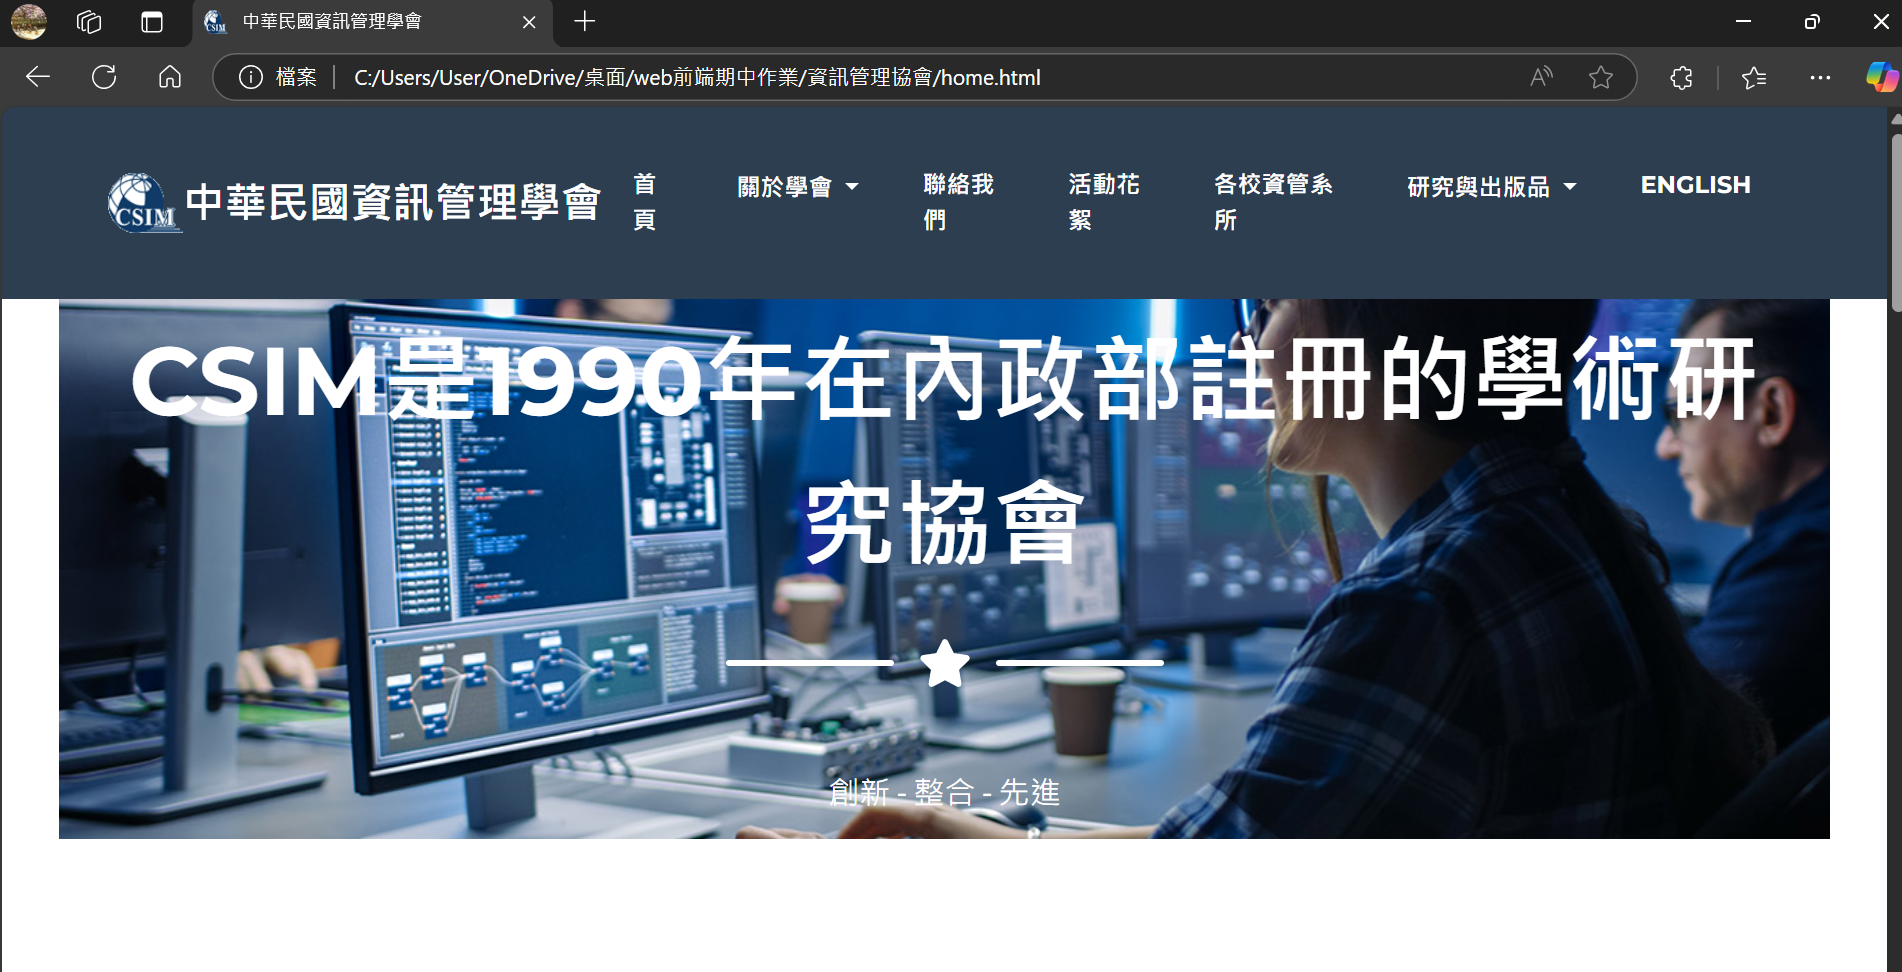 中華民國資訊管理學會
檔案
C:/Users/User/OneDrive/桌面/web前端期中作業/資訊管理協會/home.html
CSIM
中華民國資訊管理學會
首
頁
關於學會
聯絡我
們
活動花
絮
各校資管系
所
研究與出版品
ENGLISH
CSIM是1990年在內政部註冊的學術研
究協會
創新 - 整合 - 先進